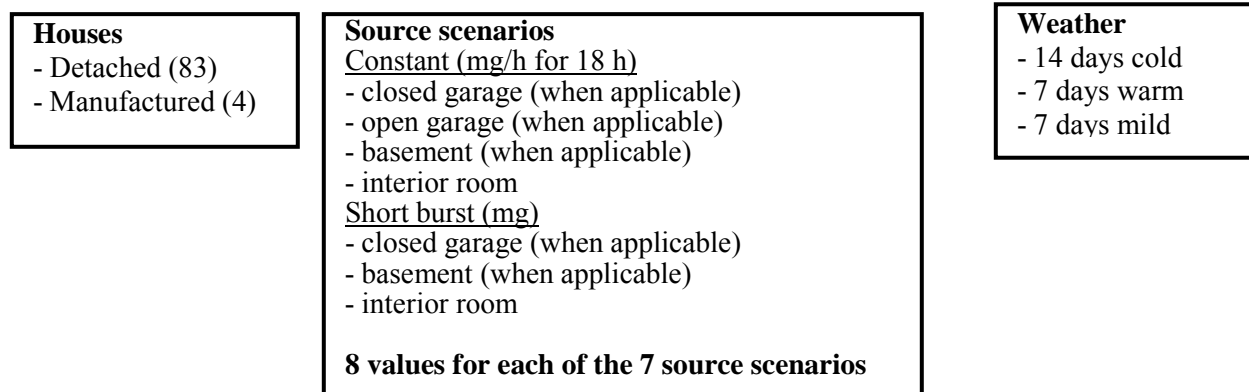 Houses
- Detached (83)
- Manufactured (4)
Source scenarios
Constant (mg/h for 18 h)
- closed garage (when applicable)
- open garage (when applicable)
- basement (when applicable)
- interior room
Short burst (mg)
- closed garage (when applicable)
- basement (when applicable)
- interior room
8 values for each of the 7 source scenarios
Weather
- 14 days cold
- 7 days warm
- 7 days mild